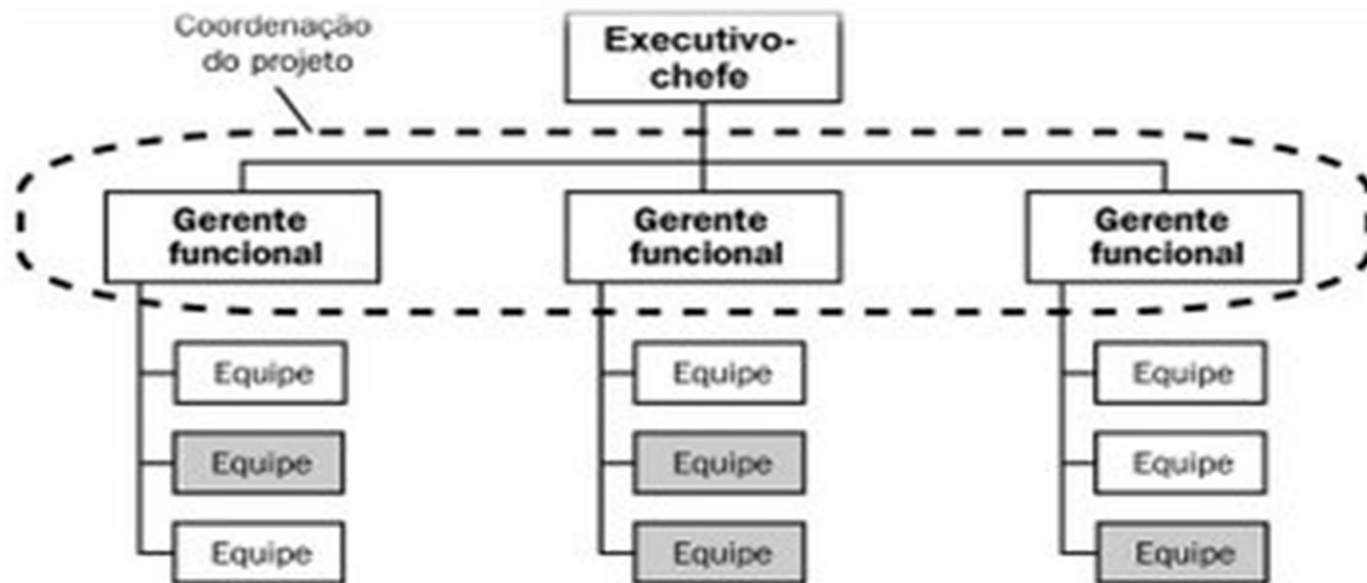 Coordenação
do projeto
Executivo-
chefe
Gerente
funcional
Gerente
funcional
Gerente
funcional
Equipe
Equipe
Equipe
Equipe
Equipe
Equipe
Equipe
Equipe
Equipe